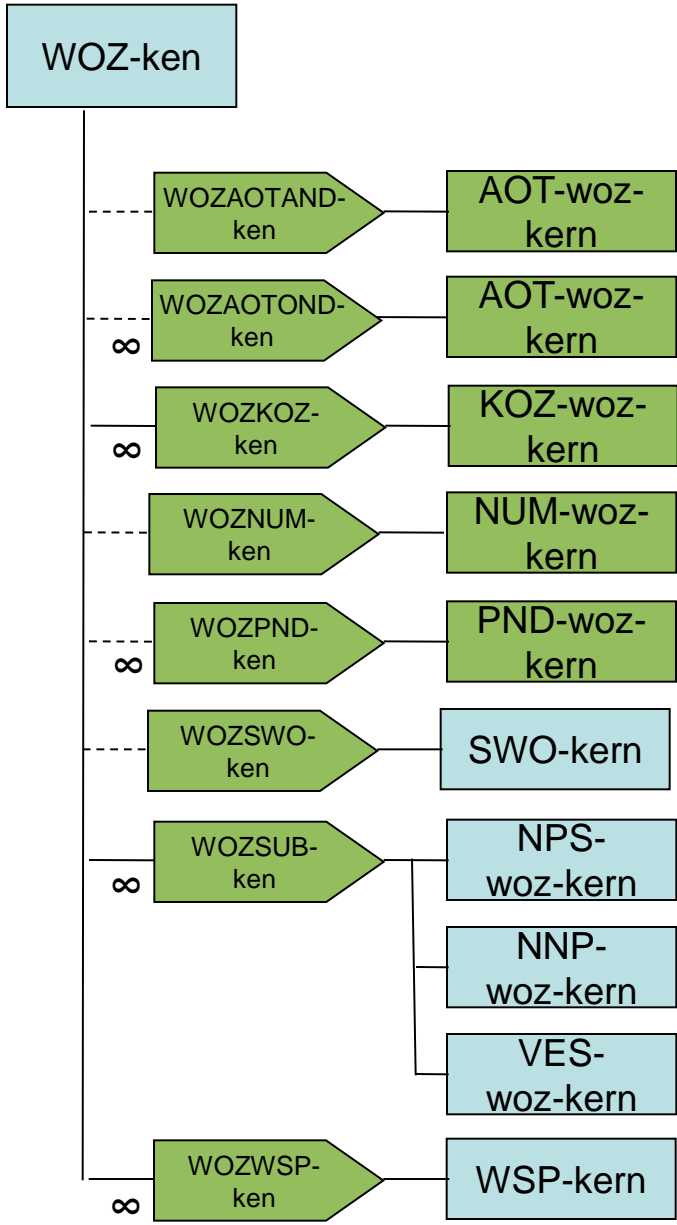 WOZ-ken
WOZAOTAND-
ken
AOT-woz-
kern
WOZAOTOND-
ken
AOT-woz-
kern
∞
WOZKOZ-
ken
KOZ-woz-
kern
∞
WOZNUM-
ken
NUM-woz-
kern
WOZPND-
ken
PND-woz-
kern
∞
WOZSWO-
ken
SWO-kern
WOZSUB-
ken
NPS-
woz-kern
∞
NNP-
woz-kern
VES-
woz-kern
WOZWSP-
ken
WSP-kern
∞